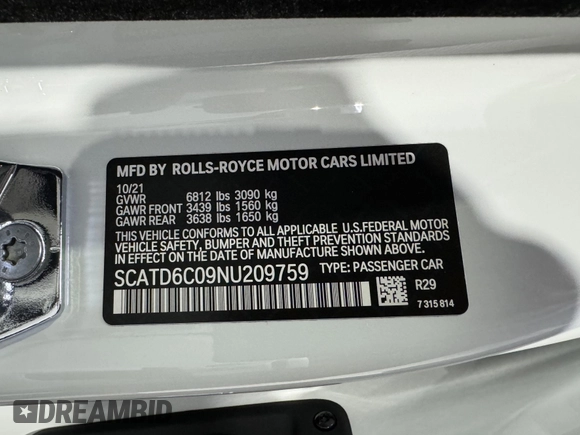 MFD BY ROLLS-ROYCE MOTOR CARS LIMITED
10/21
GVWR 6812 lbs 3090 kg
GAWR FRONT 3439 lbs 1560 kg
GAWR REAR 3638 lbs 1650 kg
THIS VEHICLE CONFORMS TO ALL APPLICABLE U.S.FEDERAL MOTOR
VEHICLE SAFETY, BUMPER AND THEFT PREVENTION STANDARDS
IN EFFECT ON THE DATE OF MANUFACTURE SHOWN ABOVE.
SCATD6C09NU209759 TYPE: PASSENGER CAR
R29
7 315 814
DREAMBID